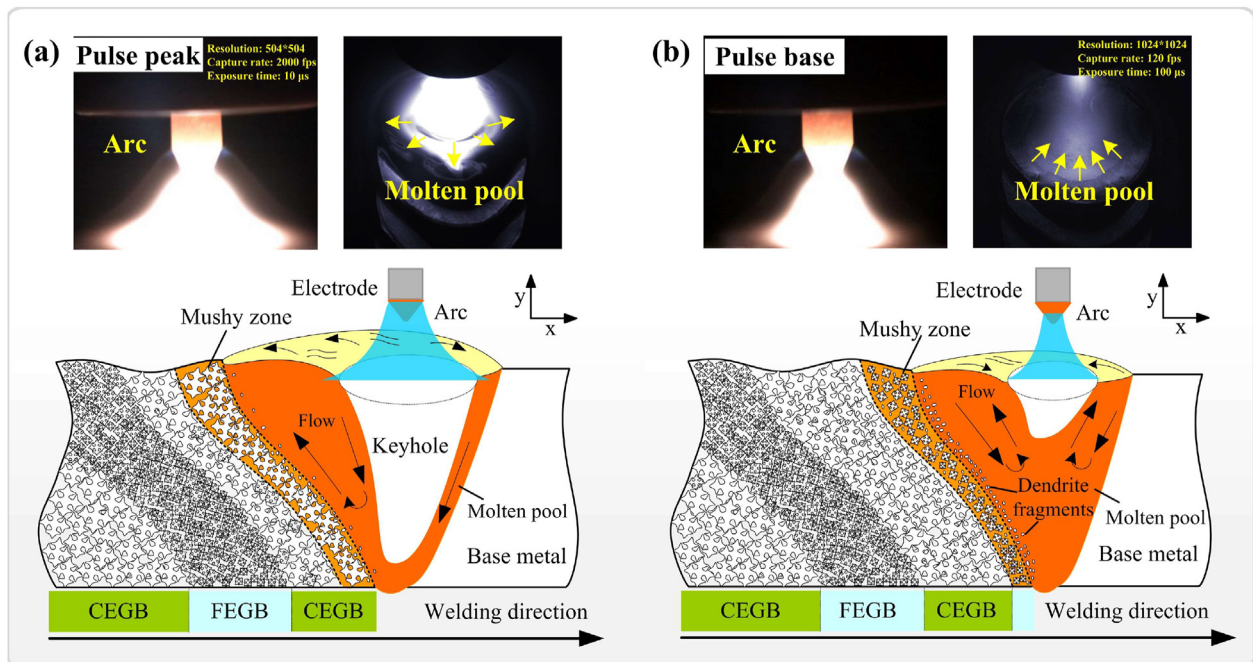 (a)
Pulse peak
Resolution: 504*504
Capture rate: 2000 fps
Exposure time: 10 μs
Arc
Molten pool
Electrode
Arc
y
x
Mushy zone
Flow
Keyhole
Molten pool
Base metal
CEGB
FEGB
CEGB
Welding direction
(b)
Pulse base
Resolution: 1024*1024
Capture rate: 120 fps
Exposure time: 100 μs
Arc
Molten pool
Electrode
Arc
y
x
Mushy zone
Flow
Dendrite
fragments
Molten pool
Base metal
CEGB
FEGB
CEGB
Welding direction